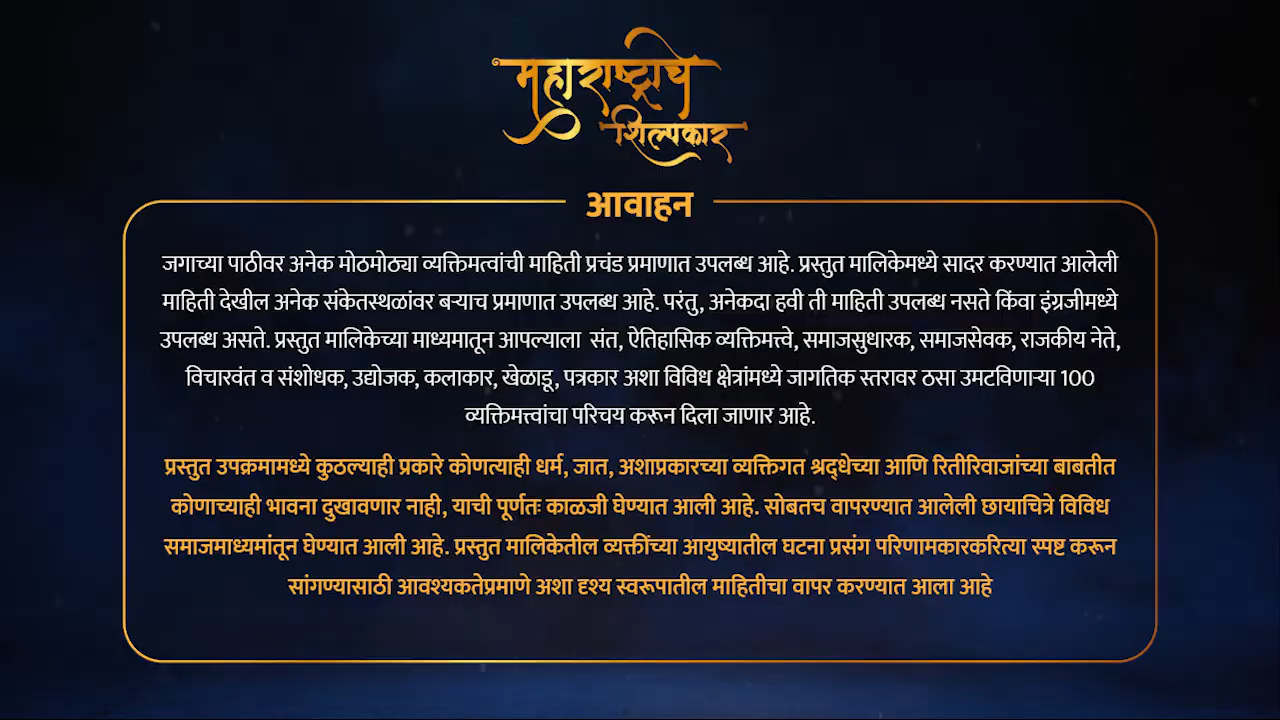 महाराष्ट्राचे
शिल्पकार
आवाहन
जगाच्या पाठीवर अनेक मोठमोठ्या व्यक्तिमत्वांची माहिती प्रचंड प्रमाणात उपलब्ध आहे. प्रस्तुत मालिकेमध्ये सादर करण्यात आलेली
माहिती देखील अनेक संकेतस्थळांवर बऱ्याच प्रमाणात उपलब्ध आहे. परंतु, अनेकदा हवी ती माहिती उपलब्ध नसते किंवा इंग्रजीमध्ये
उपलब्ध असते. प्रस्तुत मालिकेच्या माध्यमातून आपल्याला संत, ऐतिहासिक व्यक्तिमत्त्वे, समाजसुधारक, समाजसेवक, राजकीय नेते,
विचारवंत व संशोधक, उद्योजक, कलाकार, खेळाडू, पत्रकार अशा विविध क्षेत्रांमध्ये जागतिक स्तरावर ठसा उमटविणाऱ्या 100
व्यक्तिमत्त्वांचा परिचय करून दिला जाणार आहे.
प्रस्तुत उपक्रमामध्ये कुठल्याही प्रकारे कोणत्याही धर्म, जात, अशाप्रकारच्या व्यक्तिगत श्रद्धेच्या आणि रितीरिवाजांच्या बाबतीत
कोणाच्याही भावना दुखावणार नाही, याची पूर्णतः काळजी घेण्यात आली आहे. सोबतच वापरण्यात आलेली छायाचित्रे विविध
समाजमाध्यमांतून घेण्यात आली आहे. प्रस्तुत मालिकेतील व्यक्तींच्या आयुष्यातील घटना प्रसंग परिणामकारकरित्या स्पष्ट करून
सांगण्यासाठी आवश्यकतेप्रमाणे अशा दृश्य स्वरूपातील माहितीचा वापर करण्यात आला आहे